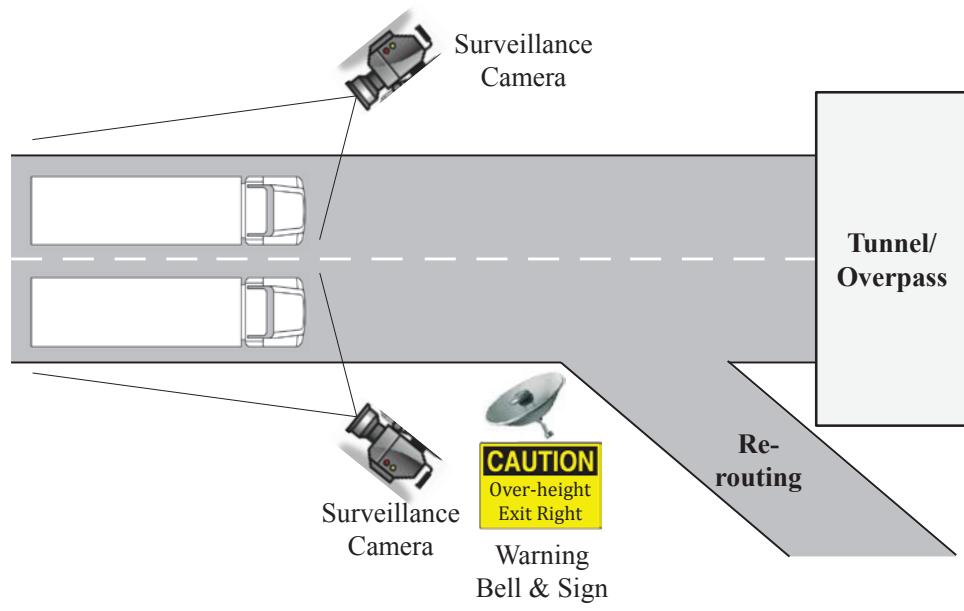 Surveillance
Camera
Tunnel/
Overpass
Re-
routing
CAUTION
Over-height
Exit Right
Surveillance
Camera
Warning
Bell & Sign